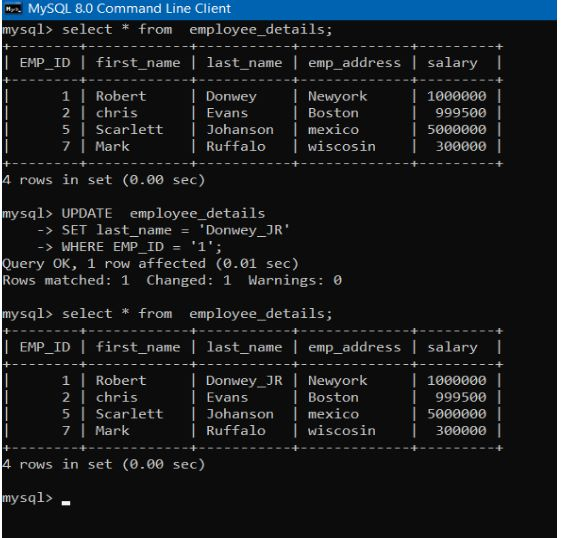 MySQL 8.0 Command Line Client
mysql> select * from  employee_details;
+--------+------------+-----------+-------------+---------+
| EMP_ID | first_name | last_name | emp_address | salary  |
+--------+------------+-----------+-------------+---------+
|      1 | Robert     | Donwey    | Newyork     | 1000000 |
|      2 | chris      | Evans     | Boston      |  999500 |
|      5 | Scarlett   | Johanson  | mexico      | 5000000 |
|      7 | Mark       | Ruffalo   | wiscosin    |  300000 |
+--------+------------+-----------+-------------+---------+
4 rows in set (0.00 sec)
mysql> UPDATE  employee_details
    -> SET last_name = 'Donwey_JR'
    -> WHERE EMP_ID = '1';
Query OK, 1 row affected (0.01 sec)
Rows matched: 1  Changed: 1  Warnings: 0
mysql> select * from  employee_details;
+--------+------------+-----------+-------------+---------+
| EMP_ID | first_name | last_name | emp_address | salary  |
+--------+------------+-----------+-------------+---------+
|      1 | Robert     | Donwey_JR | Newyork     | 1000000 |
|      2 | chris      | Evans     | Boston      |  999500 |
|      5 | Scarlett   | Johanson  | mexico      | 5000000 |
|      7 | Mark       | Ruffalo   | wiscosin    |  300000 |
+--------+------------+-----------+-------------+---------+
4 rows in set (0.00 sec)
mysql> _